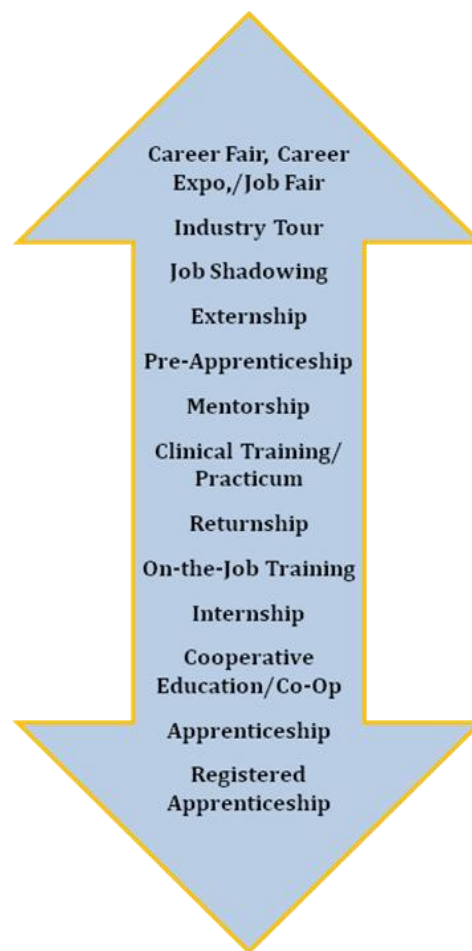 Career Fair, Career
Expo,/Job Fair
Industry Tour
Job Shadowing
Externship
Pre-Apprenticeship
Mentorship
Clinical Training/
Practicum
Returnship
On-the-Job Training
Internship
Cooperative
Education/Co-Op
Apprenticeship
Registered
Apprenticeship